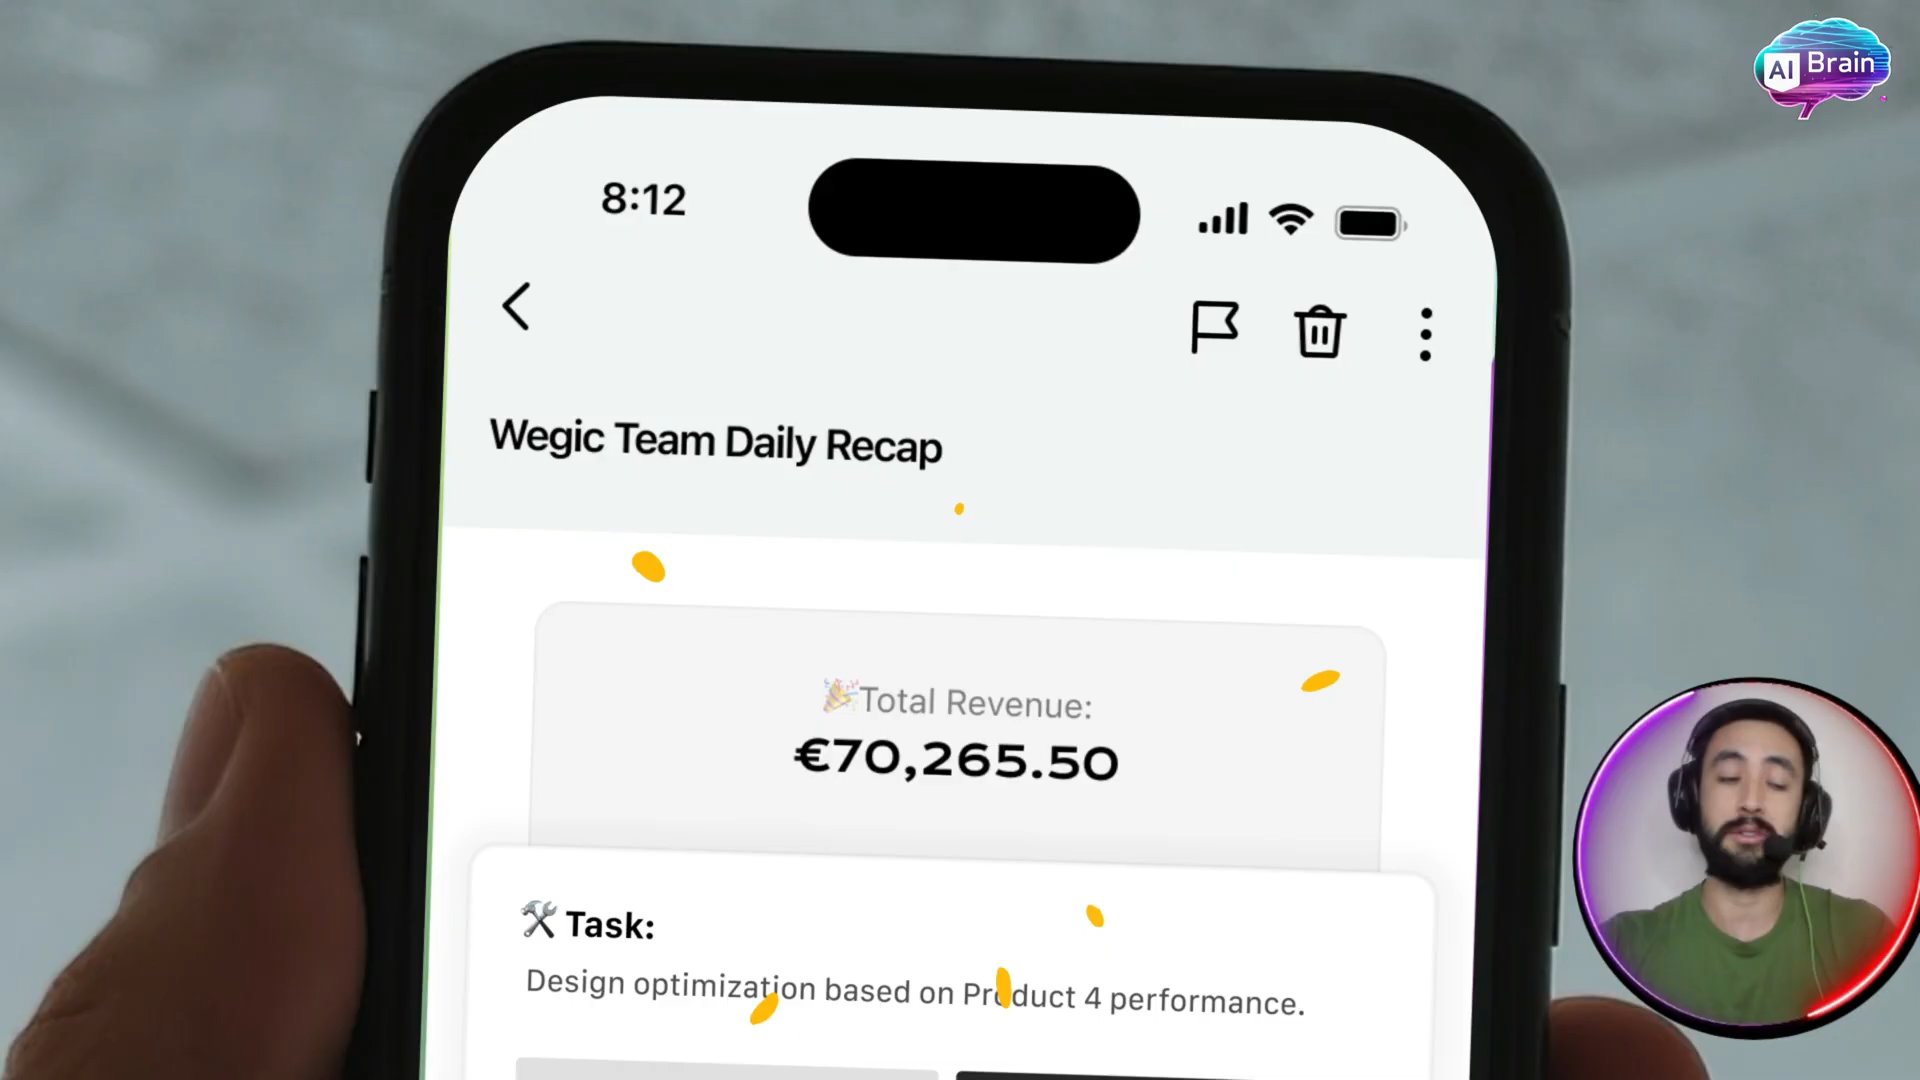 AI Brain
8:12
Wegic Team Daily Recap
🎉Total Revenue:
€70,265.50
🛠 Task:
Design optimization based on Product 4 performance.